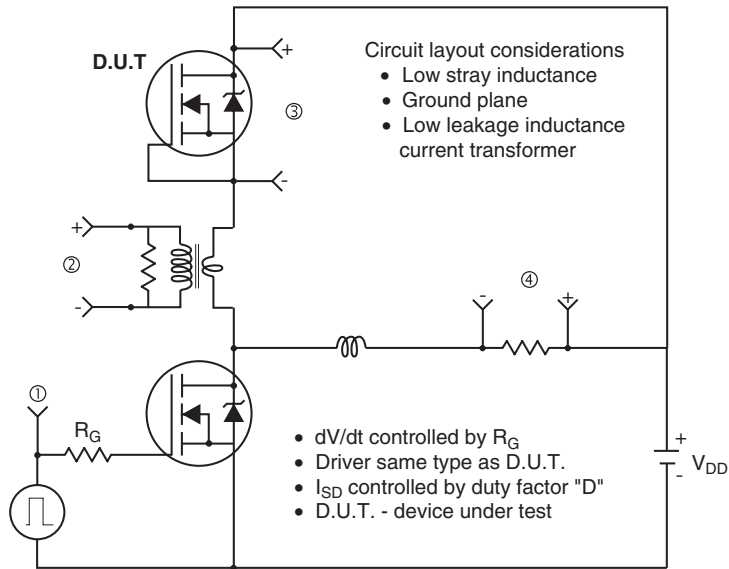 D.U.T
+
-
③
Circuit layout considerations
• Low stray inductance
• Ground plane
• Low leakage inductance
current transformer
+
②
-
④
-
+
①
R_G
• dV/dt controlled by R_G
• Driver same type as D.U.T.
• I_SD controlled by duty factor "D"
• D.U.T. - device under test
+
V_DD
-